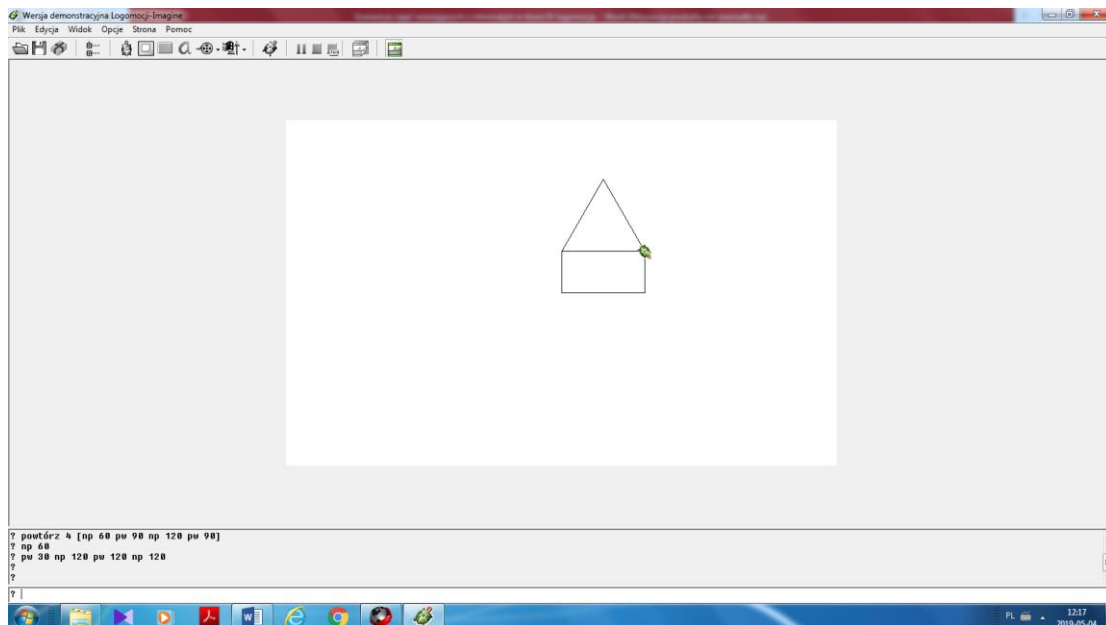 Wersja demonstracyjna Logomocji-Imagine
Plik Edycja Widok Opcje Strona Pomoc
? powtórz 4 [np 60 pw 90 np 120 pw 90]
? np 60
? pw 30 np 120 pw 120 np 120
?
?
? |
PL 12:17
2019-05-04